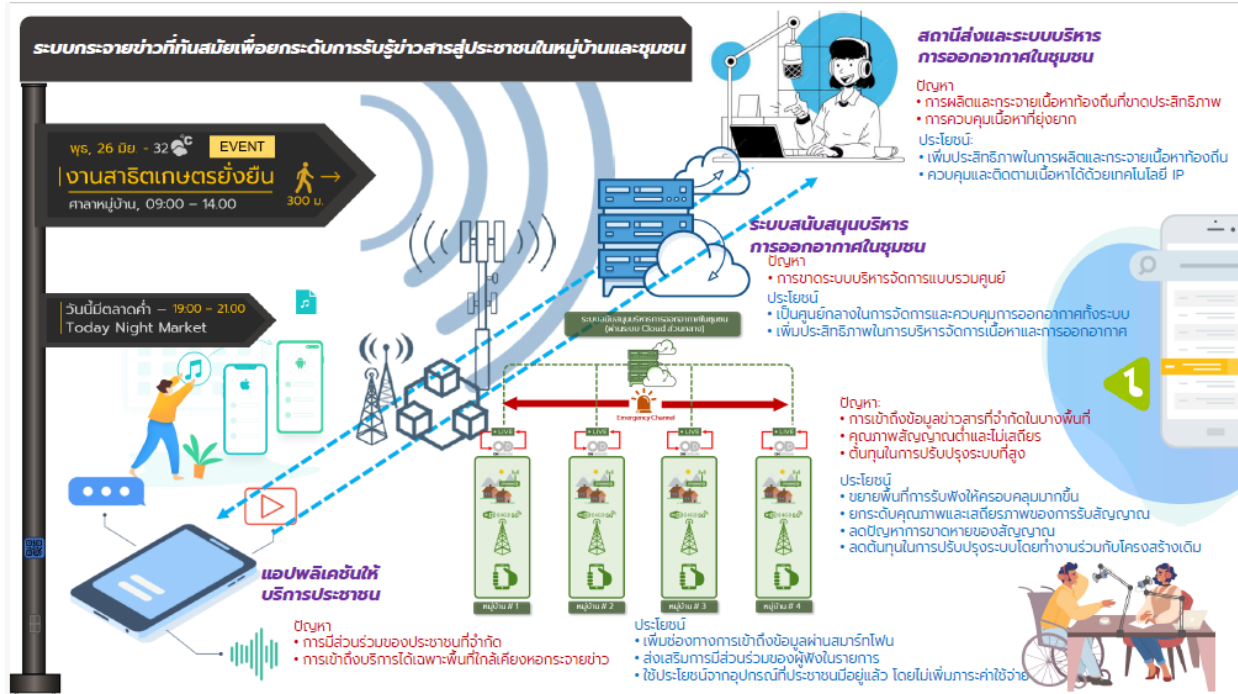 ระบบกระจายข่าวที่ทันสมัยเพื่อยกระดับการรับรู้ข่าวสารสู่ประชาชนในหมู่บ้านและชุมชน
พุธ, 26 มิย. - 32 °C EVENT
งานสาธิตเกษตรยั่งยืน
ศาลาหมู่บ้าน, 09:00 – 14.00
300 ม.
วันนี้มีตลาดค่ำ – 19:00 – 21.00
Today Night Market
สถานีส่งและระบบบริหาร
การออกอากาศในชุมชน
ปัญหา
• การผลิตและกระจายเนื้อหาท้องถิ่นที่ขาดประสิทธิภาพ
• การควบคุมเนื้อหาที่ยุ่งยาก
ประโยชน์:
• เพิ่มประสิทธิภาพในการผลิตและกระจายเนื้อหาท้องถิ่น
• ควบคุมและติดตามเนื้อหาได้ด้วยเทคโนโลยี IP
ระบบสนับสนุนบริหาร
การออกอากาศในชุมชน
ปัญหา
• การขาดระบบบริหารจัดการแบบรวมศูนย์
ประโยชน์
• เป็นศูนย์กลางในการจัดการและควบคุมการออกอากาศทั้งระบบ
• เพิ่มประสิทธิภาพในการบริหารจัดการเนื้อหาและการออกอากาศ
ระบบสนับสนุนบริหารการออกอากาศในชุมชน
(ผ่านระบบ Cloud ส่วนกลาง)
Emergency Channel
• LIVE
• LIVE
• LIVE
• LIVE
หมู่บ้าน # 1
หมู่บ้าน # 2
หมู่บ้าน # 3
หมู่บ้าน # 4
ปัญหา:
• การเข้าถึงข้อมูลข่าวสารที่จำกัดในบางพื้นที่
• คุณภาพสัญญาณต่ำและไม่เสถียร
• ต้นทุนในการปรับปรุงระบบที่สูง
ประโยชน์
• ขยายพื้นที่การรับฟังให้ครอบคลุมมากขึ้น
• ยกระดับคุณภาพและเสถียรภาพของการรับสัญญาณ
• ลดปัญหาการขาดหายของสัญญาณ
• ลดต้นทุนในการปรับปรุงระบบโดยทำงานร่วมกับโครงสร้างเดิม
แอปพลิเคชันให้
บริการประชาชน
ปัญหา
• การมีส่วนร่วมของประชาชนที่จำกัด
• การเข้าถึงบริการได้เฉพาะพื้นที่ใกล้เคียงหอกระจายข่าว
ประโยชน์
• เพิ่มช่องทางการเข้าถึงข้อมูลผ่านสมาร์ทโฟน
• ส่งเสริมการมีส่วนร่วมของผู้ฟังในรายการ
• ใช้ประโยชน์จากอุปกรณ์ที่ประชาชนมีอยู่แล้ว โดยไม่เพิ่มภาระค่าใช้จ่าย